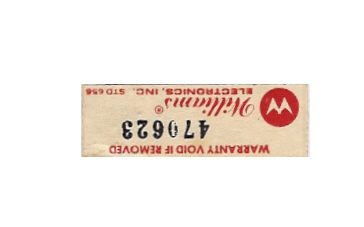 WARRANTY VOID IF REMOVED
470623
Williams®
ELECTRONICS, INC. STD 656